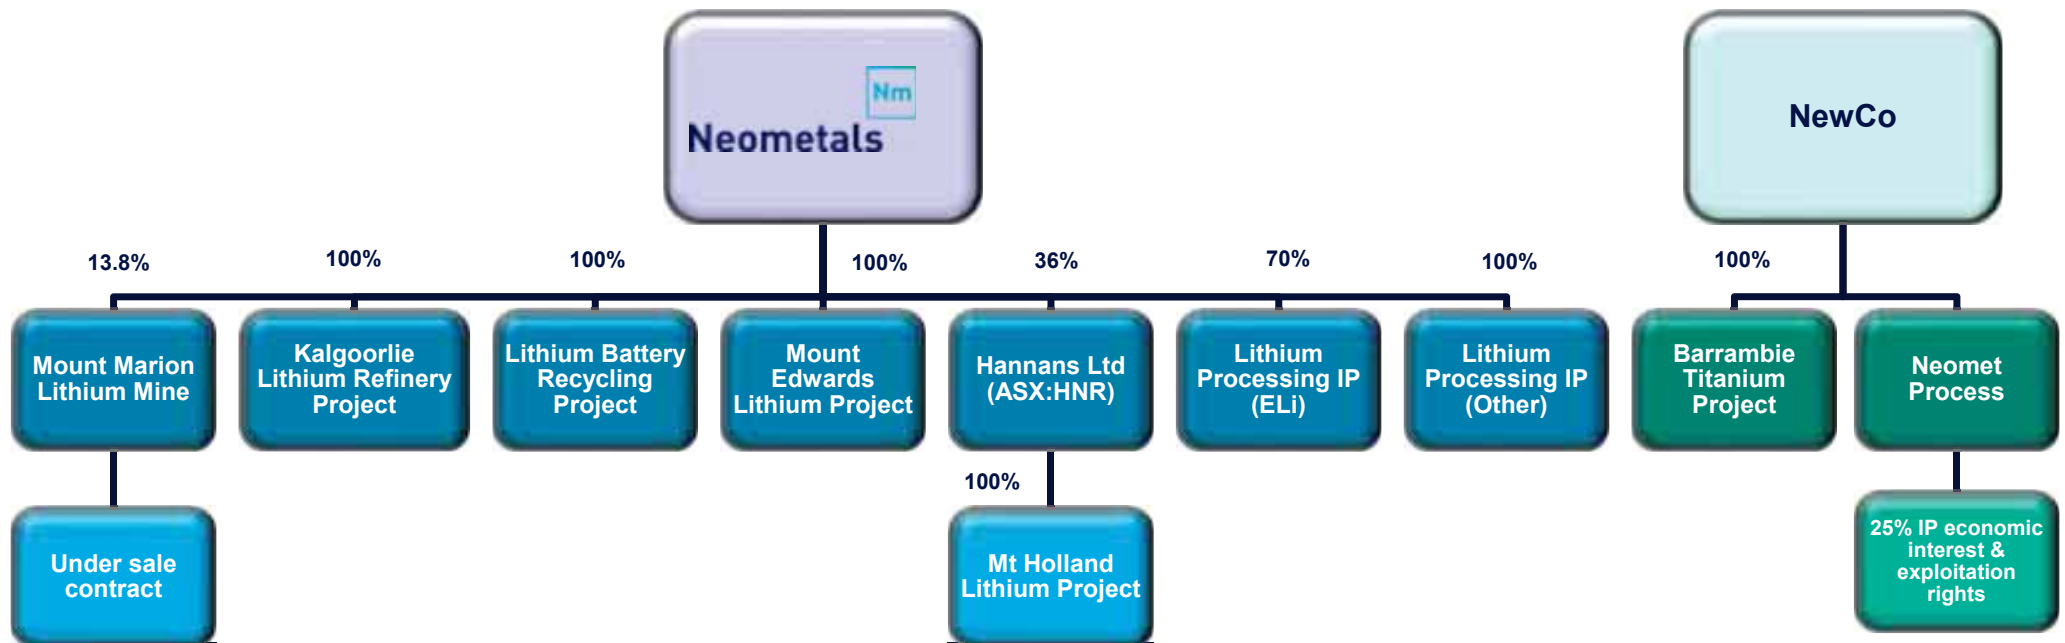 Nm
Neometals
NewCo
13.8%
100%
100%
100%
36%
70%
100%
100%
Mount Marion
Lithium Mine
Kalgoorlie
Lithium Refinery
Project
Lithium Battery
Recycling
Project
Mount
Edwards
Lithium Project
Hannans Ltd
(ASX:HNR)
Lithium
Processing IP
(ELi)
Lithium
Processing IP
(Other)
Barrambie
Titanium
Project
Neomet
Process
100%
Under sale
contract
Mt Holland
Lithium Project
25% IP economic
interest &
exploitation
rights